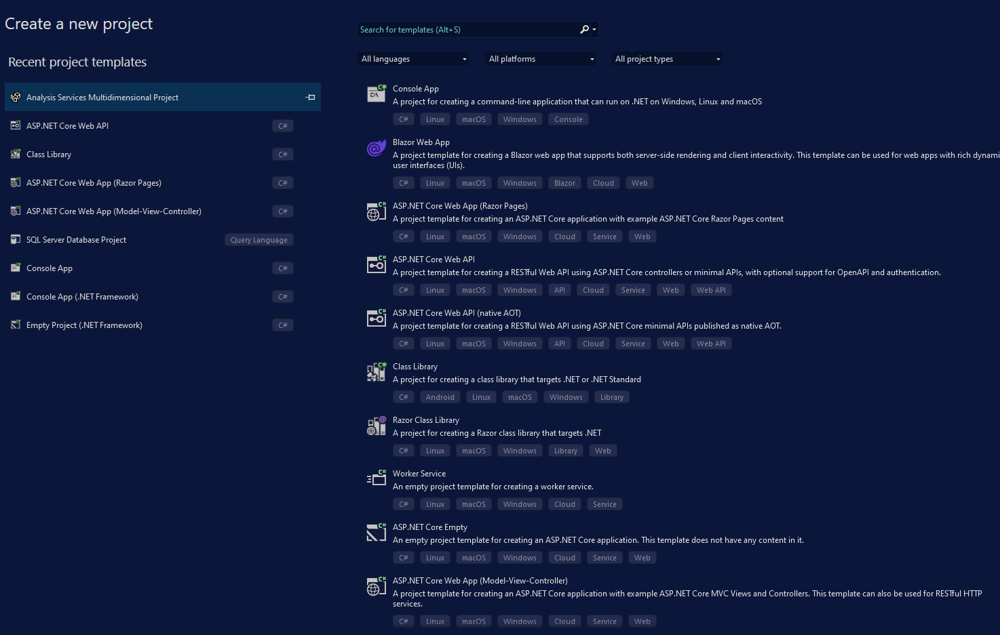 Create a new project
Recent project templates
Analysis Services Multidimensional Project
ASP.NET Core Web API C#
Class Library C#
ASP.NET Core Web App (Razor Pages) C#
ASP.NET Core Web App (Model-View-Controller) C#
SQL Server Database Project Query Language
Console App C#
Console App (.NET Framework) C#
Empty Project (.NET Framework) C#
Search for templates (Alt+S)
All languages All platforms All project types
Console App
A project for creating a command-line application that can run on .NET on Windows, Linux and macOS
C# Linux macOS Windows Console
Blazor Web App
A project template for creating a Blazor web app that supports both server-side rendering and client interactivity. This template can be used for web apps with rich dynami
user interfaces (UIs).
C# Linux macOS Windows Blazor Cloud Web
ASP.NET Core Web App (Razor Pages)
A project template for creating an ASP.NET Core application with example ASP.NET Core Razor Pages content
C# Linux macOS Windows Cloud Service Web
ASP.NET Core Web API
A project template for creating a RESTful Web API using ASP.NET Core controllers or minimal APIs, with optional support for OpenAPI and authentication.
C# Linux macOS Windows API Cloud Service Web Web API
ASP.NET Core Web API (native AOT)
A project template for creating a RESTful Web API using ASP.NET Core minimal APIs published as native AOT.
C# Linux macOS Windows API Cloud Service Web Web API
Class Library
A project for creating a class library that targets .NET or .NET Standard
C# Android Linux macOS Windows Library
Razor Class Library
A project for creating a Razor class library that targets .NET
C# Linux macOS Windows Library Web
Worker Service
An empty project template for creating a worker service.
C# Linux macOS Windows Cloud Service
ASP.NET Core Empty
An empty project template for creating an ASP.NET Core application. This template does not have any content in it.
C# Linux macOS Windows Cloud Service Web
ASP.NET Core Web App (Model-View-Controller)
A project template for creating an ASP.NET Core application with example ASP.NET Core MVC Views and Controllers. This template can also be used for RESTful HTTP
services.
C# Linux macOS Windows Cloud Service Web